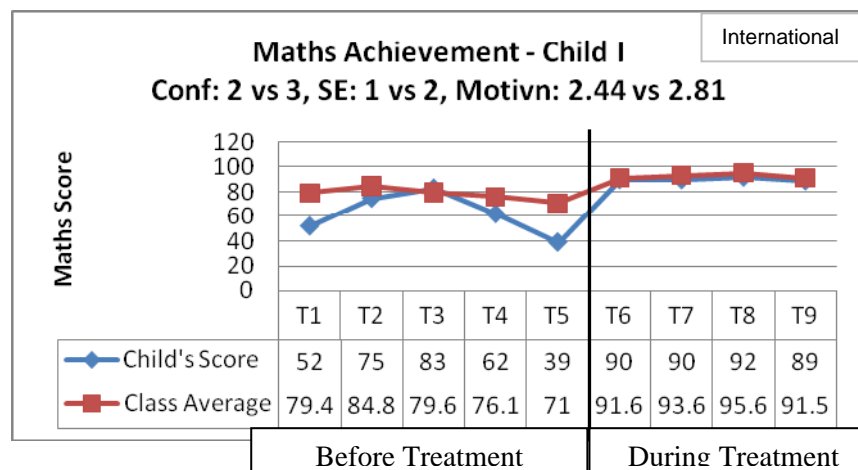 International
Maths Achievement - Child I
Conf: 2 vs 3, SE: 1 vs 2, Motivn: 2.44 vs 2.81
Maths Score
120
100
80
60
40
20
0
T1 T2 T3 T4 T5 T6 T7 T8 T9
Child's Score 52 75 83 62 39 90 90 92 89
Class Average 79.4 84.8 79.6 76.1 71 91.6 93.6 95.6 91.5
Before Treatment During Treatment